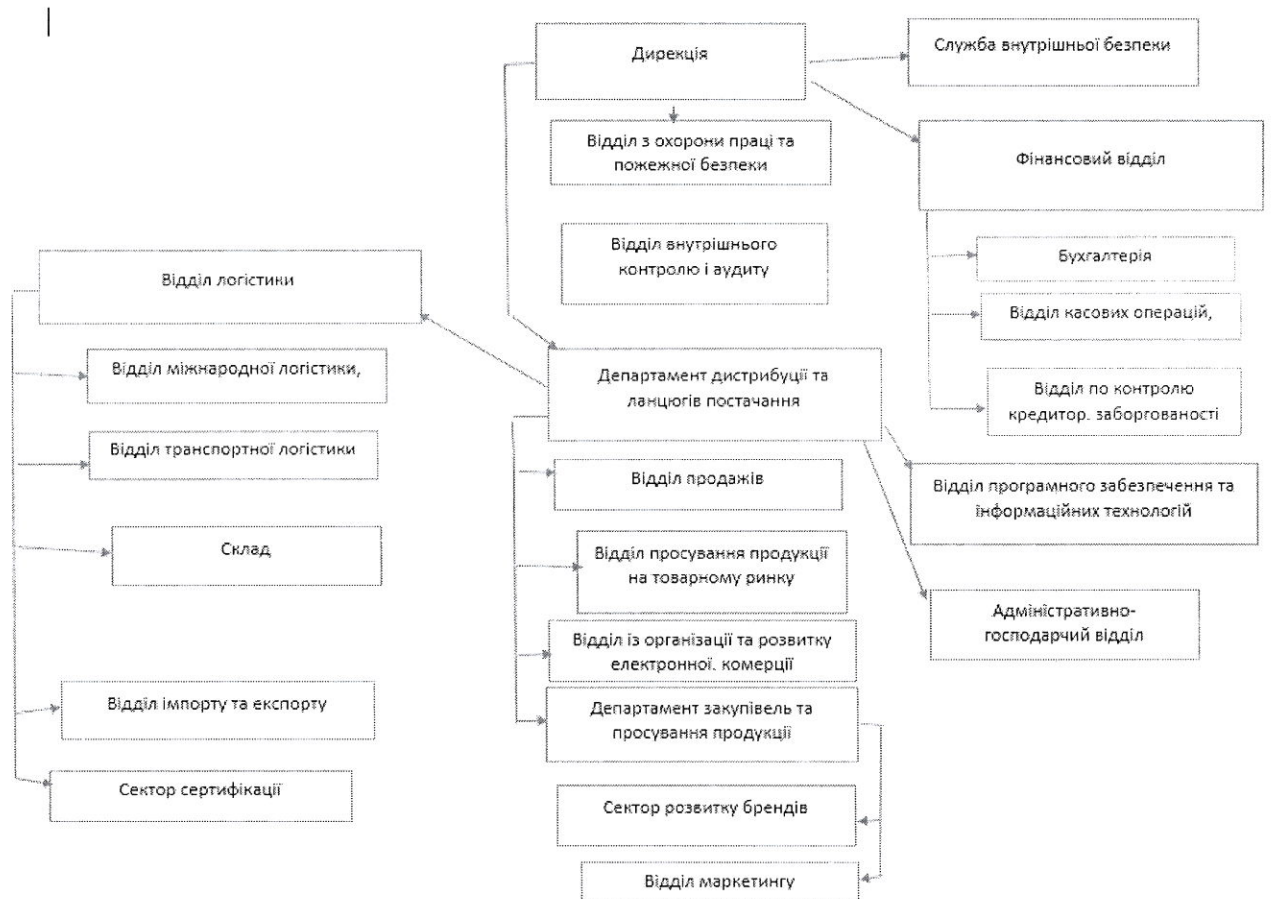 Дирекція
Служба внутрішньої безпеки
Відділ з охорони праці та
пожежної безпеки
Фінансовий відділ
Відділ внутрішнього
контролю і аудиту
Бухгалтерія
Відділ касових операцій,
Відділ по контролю
кредитор. заборгованості
Відділ логістики
Відділ міжнародної логістики,
Відділ транспортної логістики
Склад
Відділ імпорту та експорту
Сектор сертифікації
Департамент дистрибуції та
ланцюгів постачання
Відділ продажів
Відділ просування продукції
на товарному ринку
Відділ із організації та розвитку
електронної. комерції
Департамент закупівель та
просування продукції
Сектор розвитку брендів
Відділ маркетингу
Відділ програмного забезпечення та
інформаційних технологій
Адміністративно-
господарчий відділ